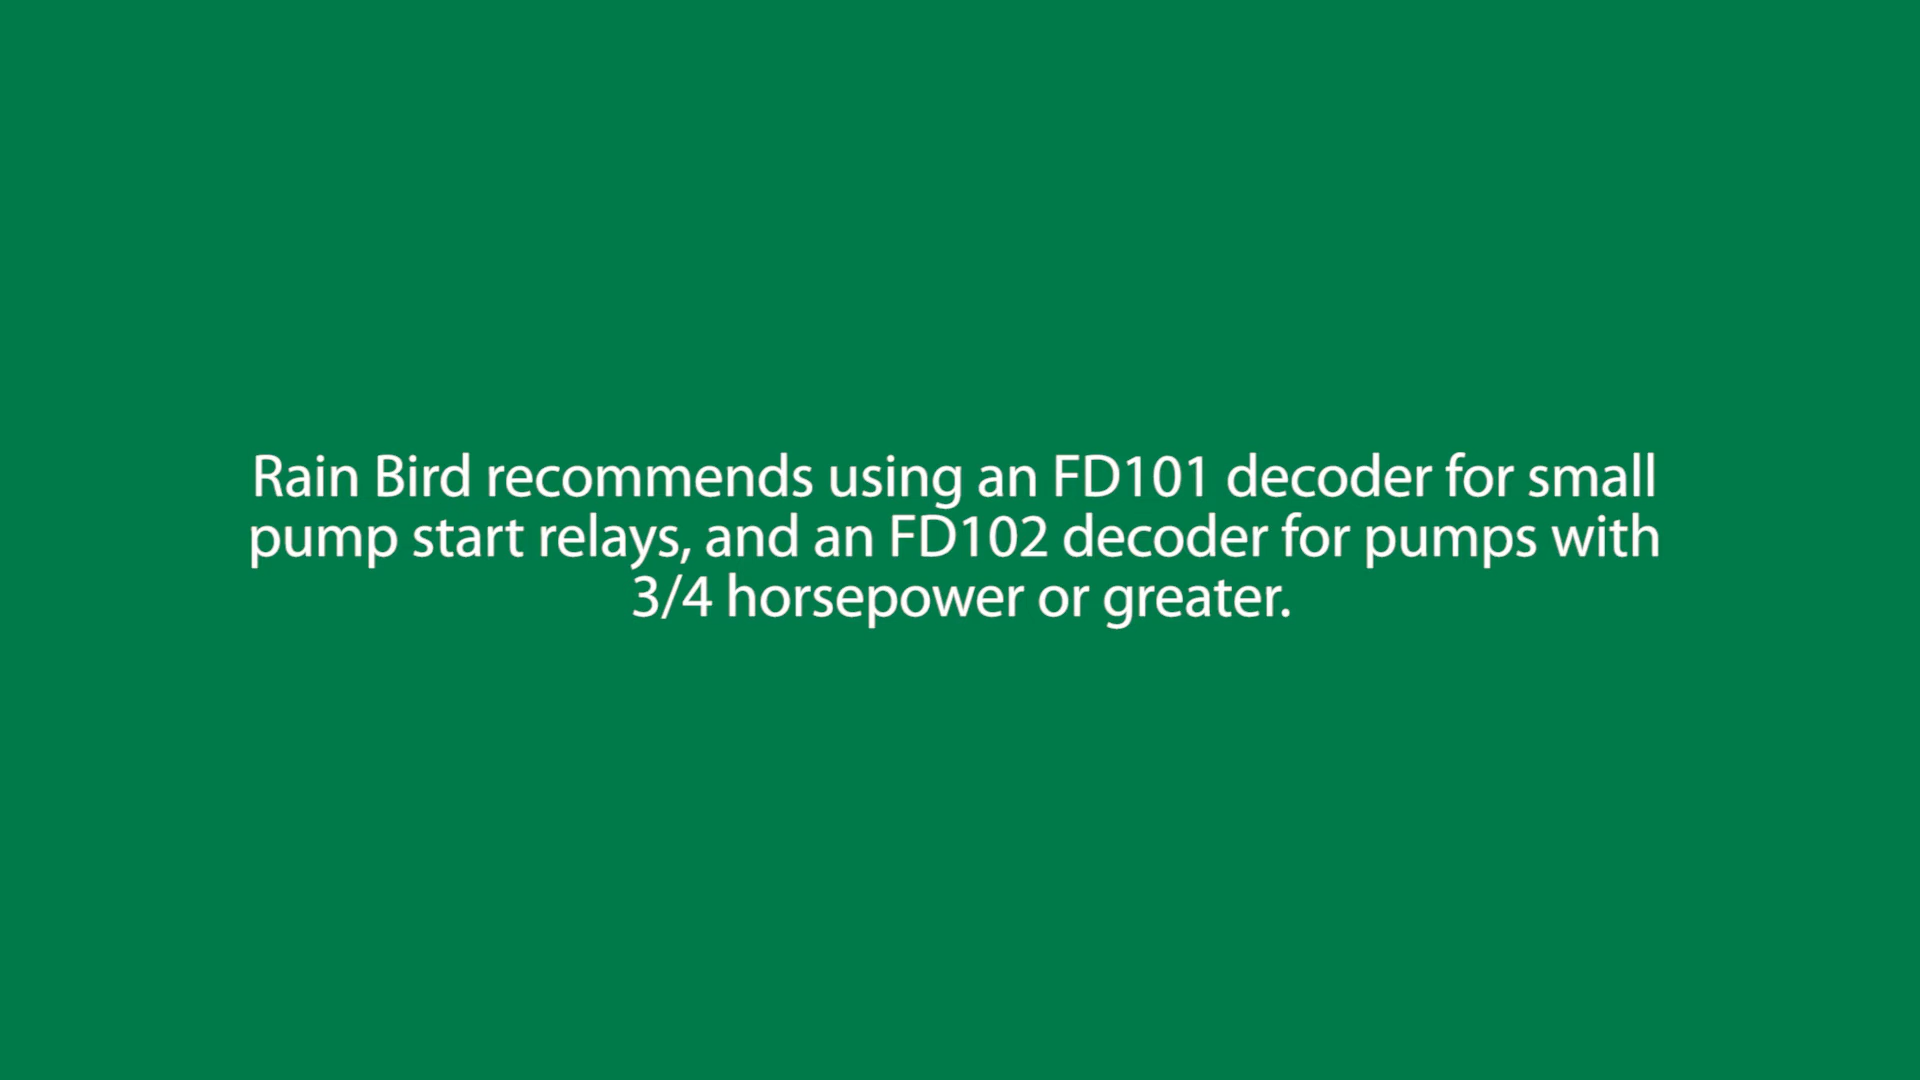 Rain Bird recommends using an FD101 decoder for small
pump start relays, and an FD102 decoder for pumps with
3/4 horsepower or greater.